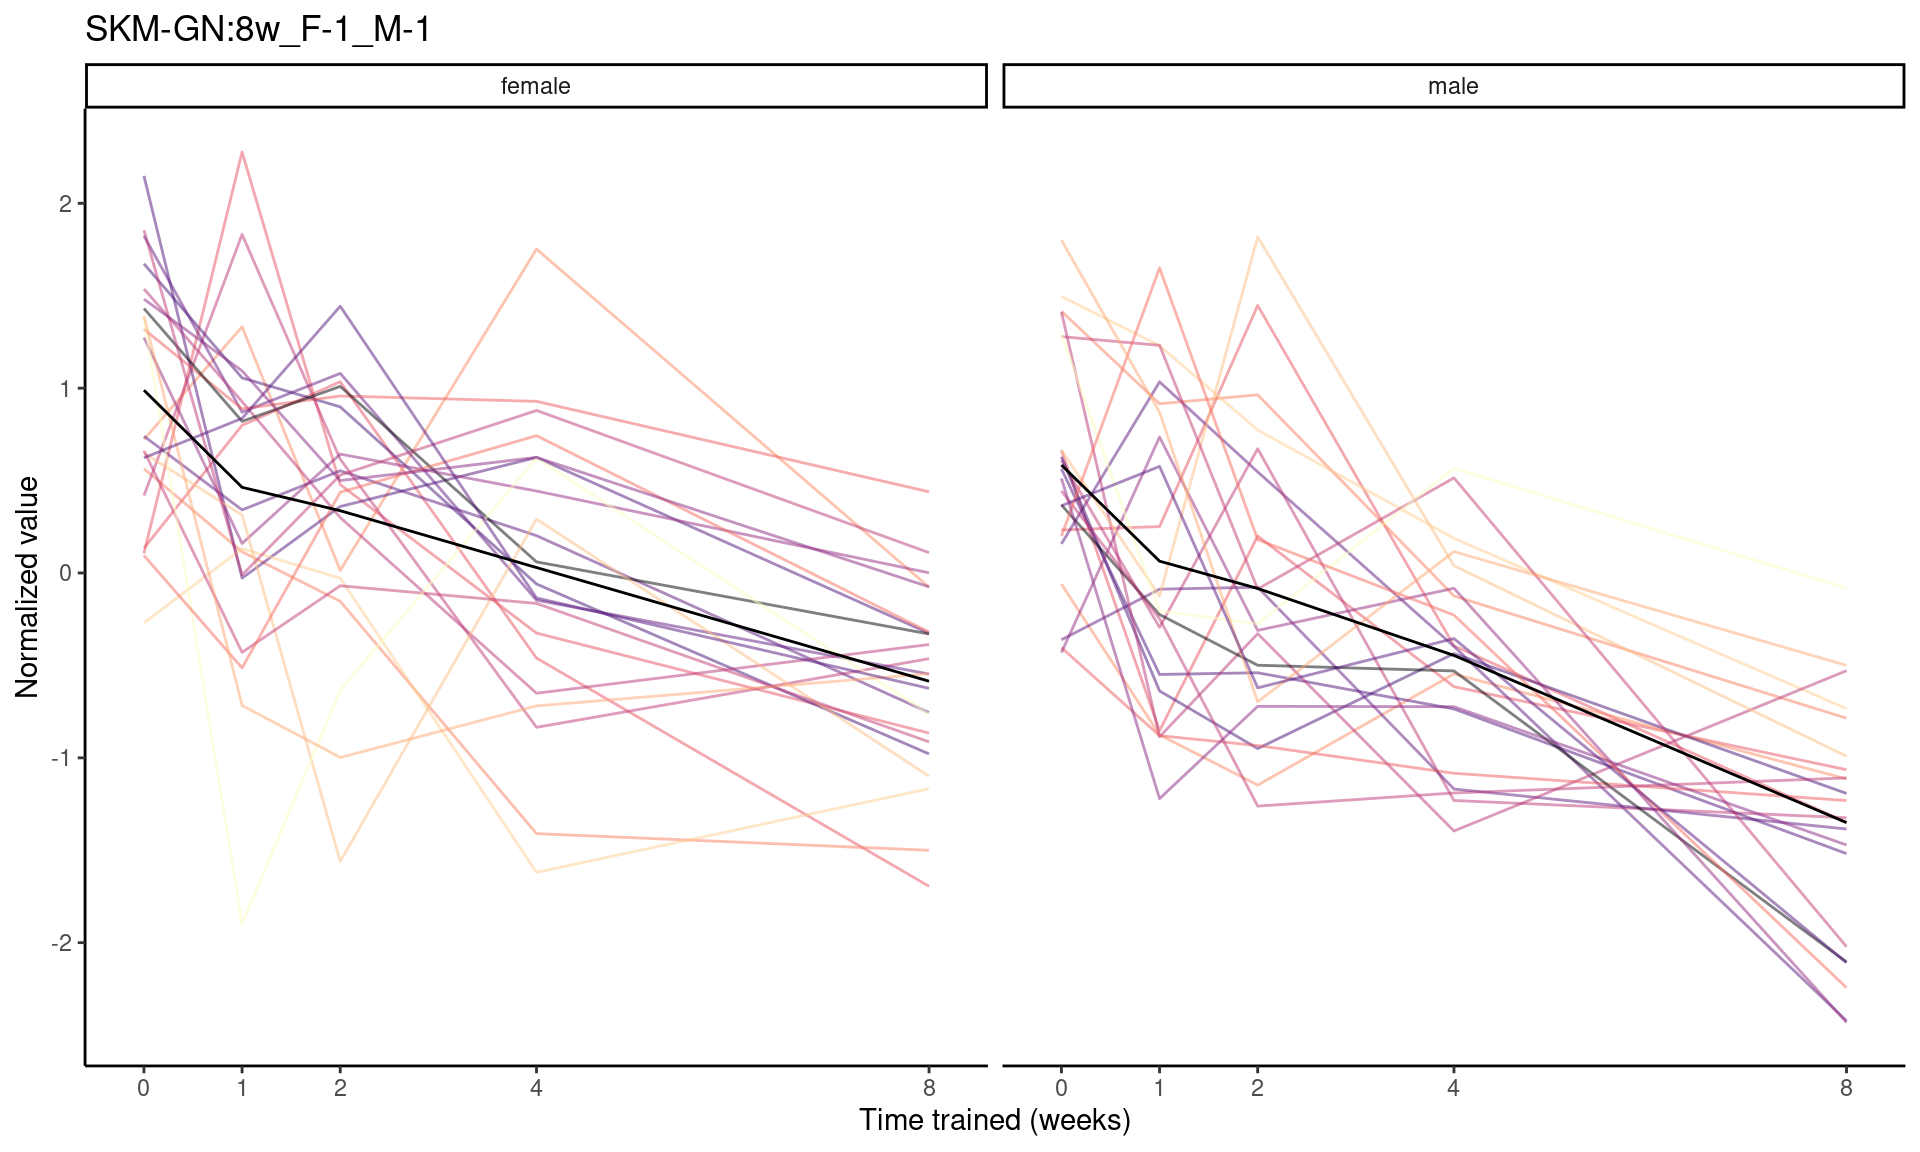 SKM-GN:8w_F-1_M-1
female
male
Normalized value
2
1
0
-1
-2
0 1 2 4 8
0 1 2 4 8
Time trained (weeks)